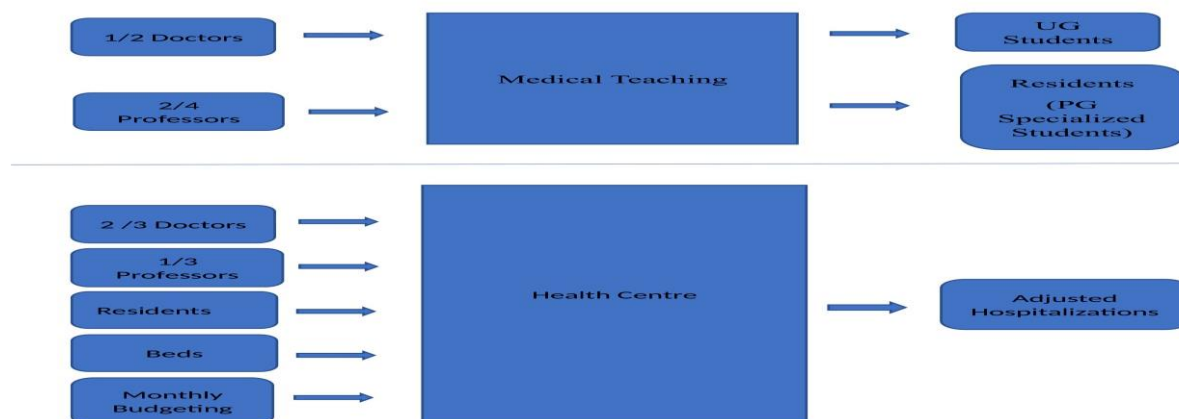 1/2 Doctors
2/4
Professors
Medical Teaching
UG
Students
Residents
(PG
Specialized
Students)
2 /3 Doctors
1/3
Professors
Residents
Beds
Monthly
Budgeting
Health Centre
Adjusted
Hospitalizations